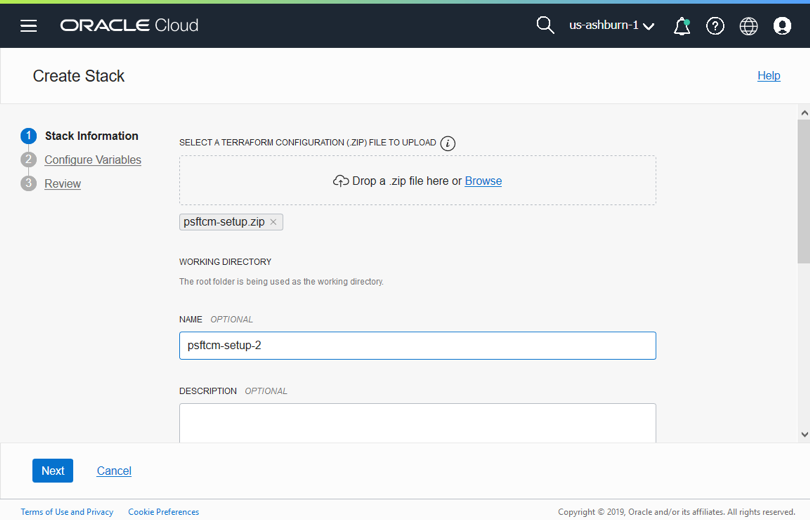 ORACLE Cloud
us-ashburn-1
Create Stack
Help
1 Stack Information
2 Configure Variables
3 Review
SELECT A TERRAFORM CONFIGURATION (.ZIP) FILE TO UPLOAD i
Drop a .zip file here or Browse
psftcm-setup.zip ×
WORKING DIRECTORY
The root folder is being used as the working directory.
NAME OPTIONAL
psftcm-setup-2
DESCRIPTION OPTIONAL
Next Cancel
Terms of Use and Privacy Cookie Preferences Copyright © 2019, Oracle and/or its affiliates. All rights reserved.